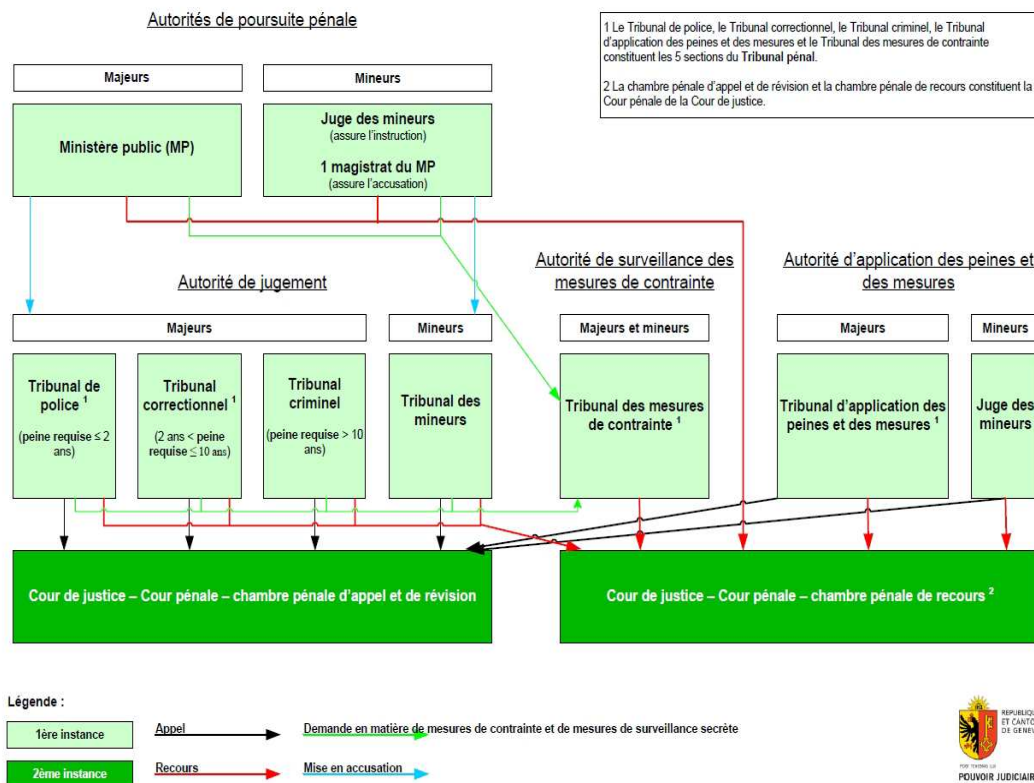 Autorités de poursuite pénale
1 Le Tribunal de police, le Tribunal correctionnel, le Tribunal criminel, le Tribunal
d'application des peines et des mesures et le Tribunal des mesures de contrainte
constituent les 5 sections du Tribunal pénal.
2 La chambre pénale d'appel et de révision et la chambre pénale de recours constituent la
Cour pénale de la Cour de justice.
Majeurs
Mineurs
Ministère public (MP)
Juge des mineurs
(assure l'instruction)
1 magistrat du MP
(assure l'accusation)
Autorité de jugement
Autorité de surveillance des
mesures de contrainte
Autorité d'application des peines et
des mesures
Majeurs
Mineurs
Majeurs et mineurs
Majeurs
Mineurs
Tribunal de
police 1
(peine requise ≤ 2
ans)
Tribunal
correctionnel 1
(2 ans < peine
requise ≤ 10 ans)
Tribunal
criminel
(peine requise > 10
ans)
Tribunal des
mineurs
Tribunal des mesures
de contrainte 1
Tribunal d'application des
peines et des mesures 1
Juge des
mineurs
Cour de justice – Cour pénale – chambre pénale d'appel et de révision
Cour de justice – Cour pénale – chambre pénale de recours 2
Légende :
1ère instance
Appel
Demande en matière de mesures de contrainte et de mesures de surveillance secrète
2ème instance
Recours
Mise en accusation
REPUBLIQUE
ET CANTO
DE GENEV
POST TENEBRAS LUX
POUVOIR JUDICIAIR